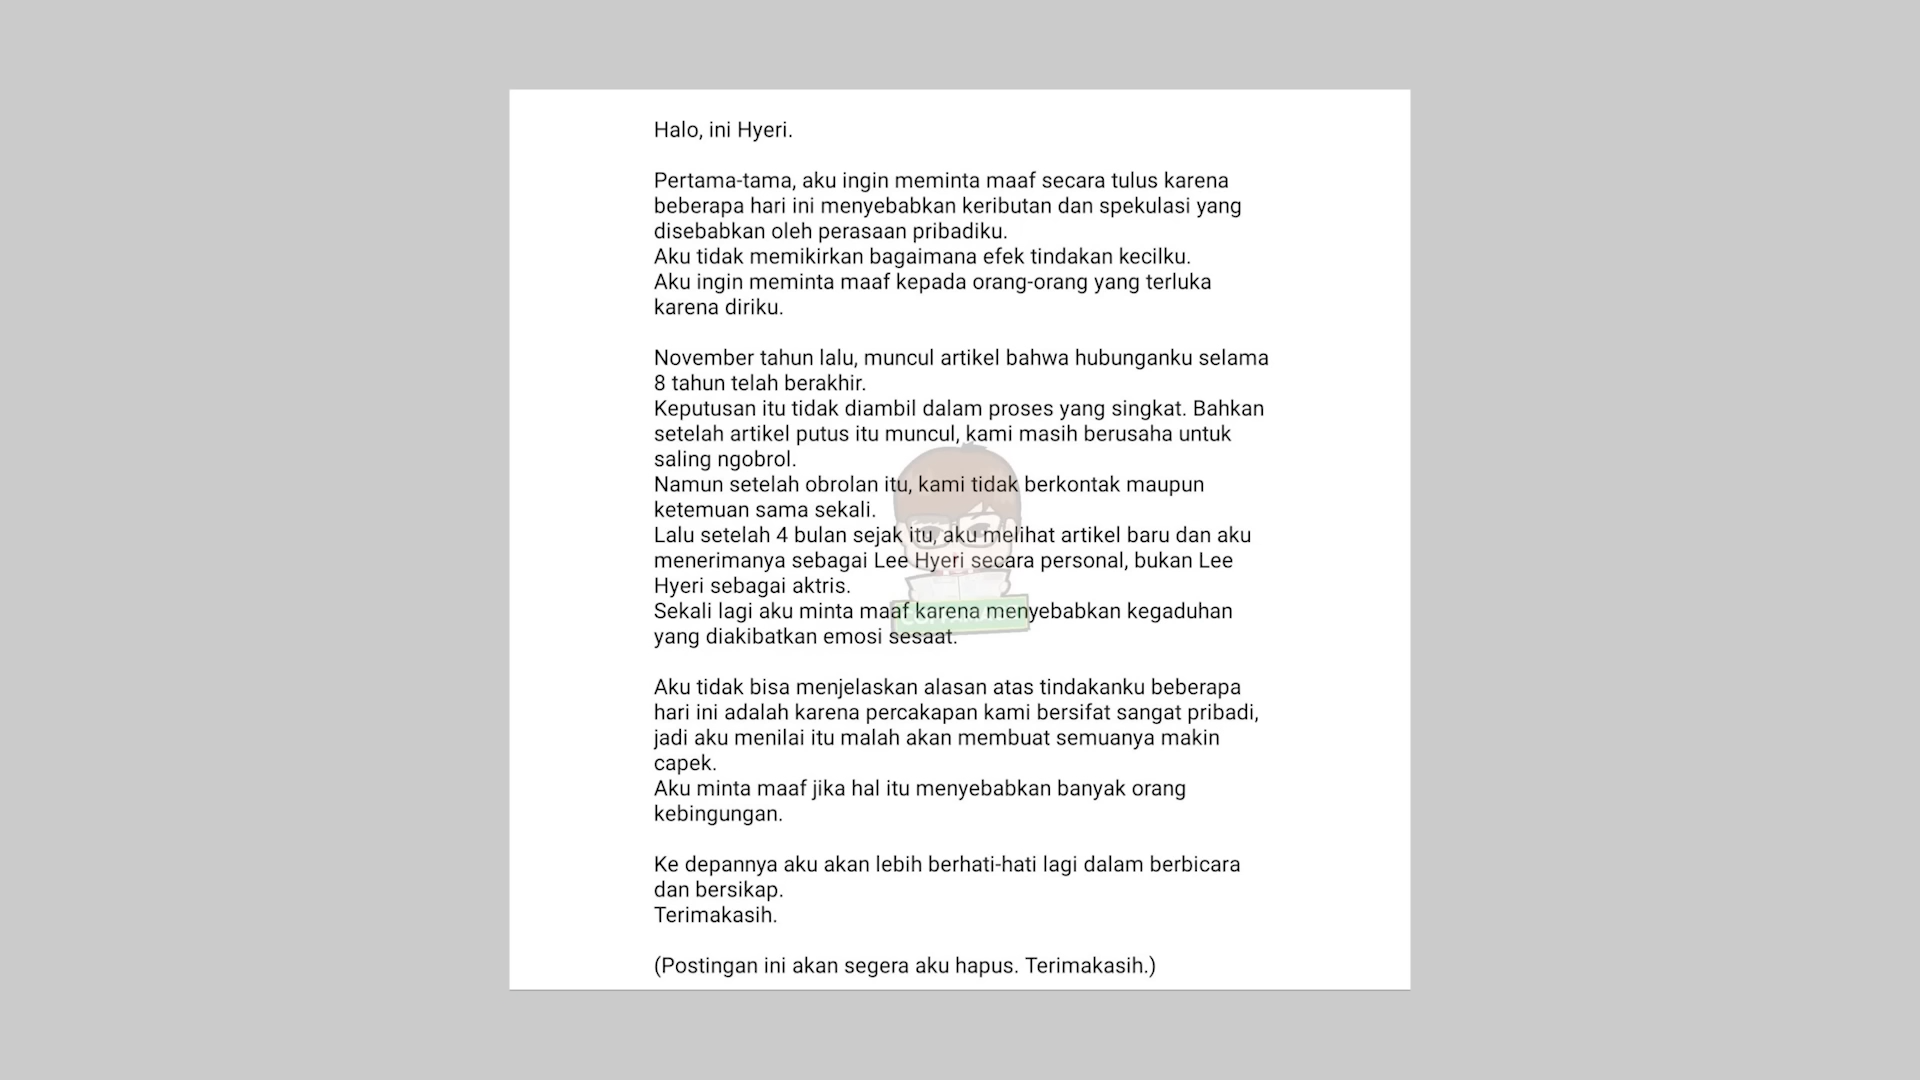 Halo, ini Hyeri.
Pertama-tama, aku ingin meminta maaf secara tulus karena
beberapa hari ini menyebabkan keributan dan spekulasi yang
disebabkan oleh perasaan pribadiku.
Aku tidak memikirkan bagaimana efek tindakan kecilku.
Aku ingin meminta maaf kepada orang-orang yang terluka
karena diriku.
November tahun lalu, muncul artikel bahwa hubunganku selama
8 tahun telah berakhir.
Keputusan itu tidak diambil dalam proses yang singkat. Bahkan
setelah artikel putus itu muncul, kami masih berusaha untuk
saling ngobrol.
Namun setelah obrolan itu, kami tidak berkontak maupun
ketemuan sama sekali.
Lalu setelah 4 bulan sejak itu, aku melihat artikel baru dan aku
menerimanya sebagai Lee Hyeri secara personal, bukan Lee
Hyeri sebagai aktris.
Sekali lagi aku minta maaf karena menyebabkan kegaduhan
yang diakibatkan emosi sesaat.
Aku tidak bisa menjelaskan alasan atas tindakanku beberapa
hari ini adalah karena percakapan kami bersifat sangat pribadi,
jadi aku menilai itu malah akan membuat semuanya makin
capek.
Aku minta maaf jika hal itu menyebabkan banyak orang
kebingungan.
Ke depannya aku akan lebih berhati-hati lagi dalam berbicara
dan bersikap.
Terimakasih.
(Postingan ini akan segera aku hapus. Terimakasih.)